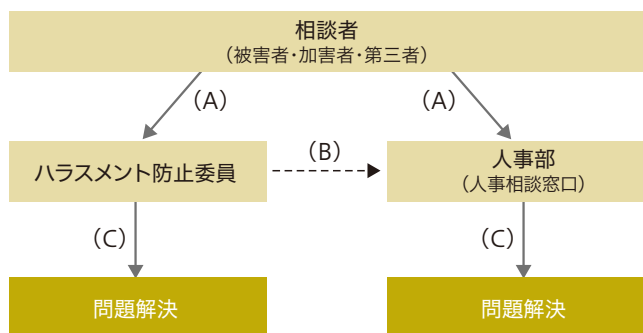 相談者
（被害者・加害者・第三者）
（A）
（A）
ハラスメント防止委員
（B）
人事部
（人事相談窓口）
（C）
（C）
問題解決
問題解決